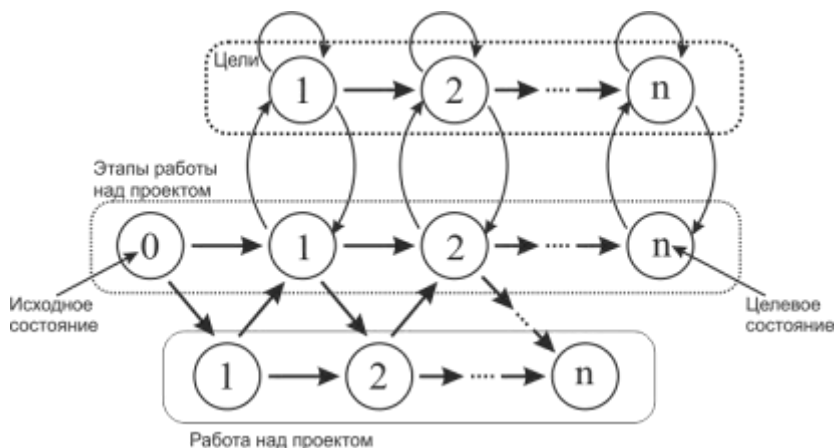 Цели
1 2 .... n
Этапы работы
над проектом
0 1 2 .... n
Исходное
состояние
Целевое
состояние
1 2 .... n
Работа над проектом